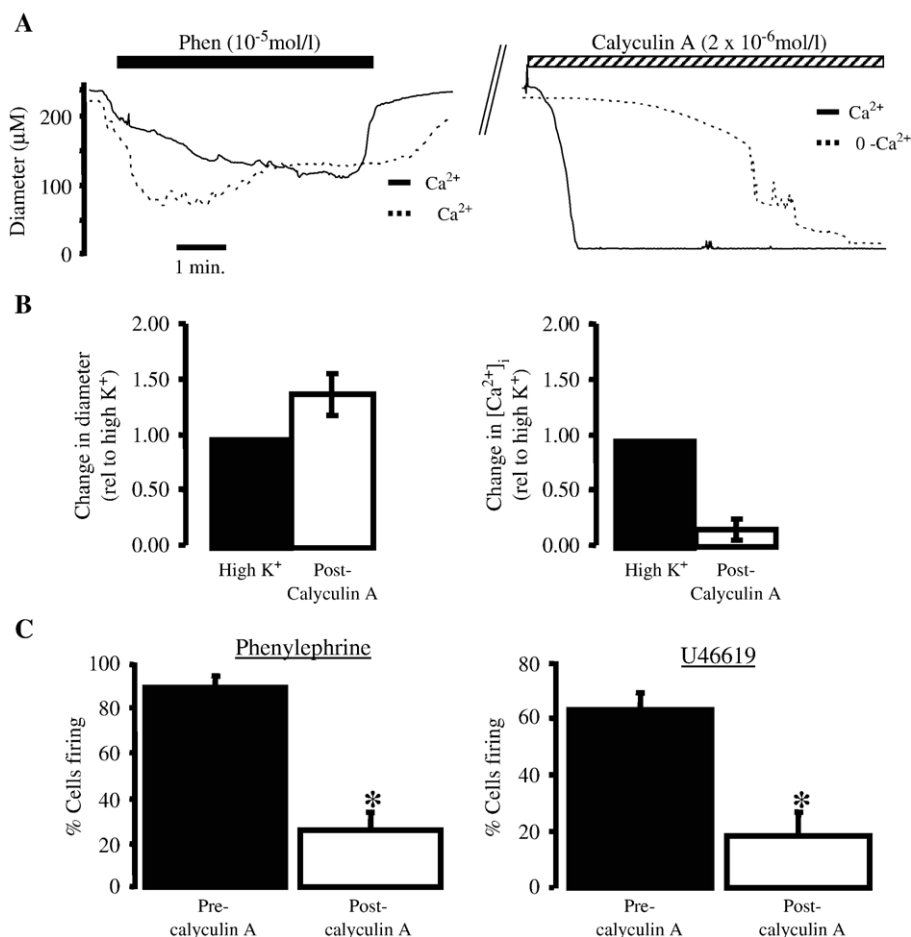 A
Phen (10⁻⁵mol/l)
Calyculin A (2 x 10⁻⁶mol/l)
Diameter (µM)
200
100
0
Ca²⁺
Ca²⁺
1 min.
Ca²⁺
0 -Ca²⁺
B
Change in diameter
(rel to high K⁺)
2.00
1.50
1.00
0.50
0.00
High K⁺
Post-
Calyculin A
Change in [Ca²⁺]i
(rel to high K⁺)
2.00
1.50
1.00
0.50
0.00
High K⁺
Post-
Calyculin A
C
Phenylephrine
% Cells firing
100
80
60
40
20
0
*
Pre-
calyculin A
Post-
calyculin A
U46619
% Cells firing
80
60
40
20
0
*
Pre-
calyculin A
Post-
calyculin A